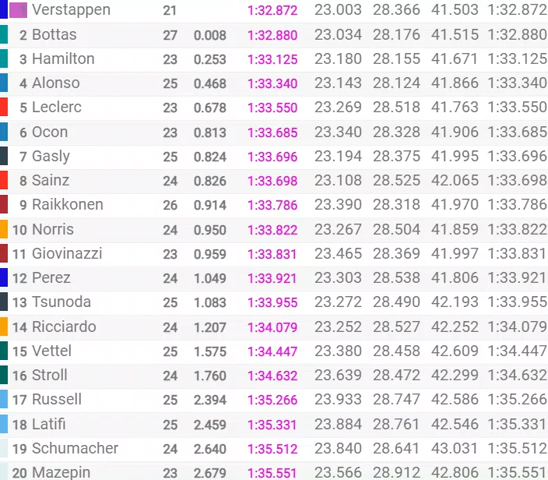 Verstappen 21 1:32.872 23.003 28.366 41.503 1:32.872
2 Bottas 27 0.008 1:32.880 23.034 28.176 41.515 1:32.880
3 Hamilton 23 0.253 1:33.125 23.180 28.155 41.671 1:33.125
4 Alonso 25 0.468 1:33.340 23.143 28.124 41.866 1:33.340
5 Leclerc 23 0.678 1:33.550 23.269 28.518 41.763 1:33.550
6 Ocon 23 0.813 1:33.685 23.340 28.328 41.906 1:33.685
7 Gasly 25 0.824 1:33.696 23.194 28.375 41.995 1:33.696
8 Sainz 24 0.826 1:33.698 23.108 28.525 42.065 1:33.698
9 Raikkonen 26 0.914 1:33.786 23.390 28.318 41.970 1:33.786
10 Norris 24 0.950 1:33.822 23.267 28.504 41.859 1:33.822
11 Giovinazzi 23 0.959 1:33.831 23.465 28.369 41.997 1:33.831
12 Perez 24 1.049 1:33.921 23.303 28.538 41.806 1:33.921
13 Tsunoda 25 1.083 1:33.955 23.272 28.490 42.193 1:33.955
14 Ricciardo 24 1.207 1:34.079 23.252 28.527 42.252 1:34.079
15 Vettel 25 1.575 1:34.447 23.380 28.458 42.609 1:34.447
16 Stroll 24 1.760 1:34.632 23.639 28.472 42.299 1:34.632
17 Russell 25 2.394 1:35.266 23.933 28.747 42.586 1:35.266
18 Latifi 25 2.459 1:35.331 23.884 28.761 42.546 1:35.331
19 Schumacher 24 2.640 1:35.512 23.840 28.641 43.031 1:35.512
20 Mazepin 23 2.679 1:35.551 23.566 28.912 42.806 1:35.551